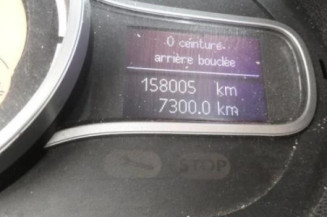 0 ceinture.
arrière bouclée
158005 km
7300.0 km
STOP